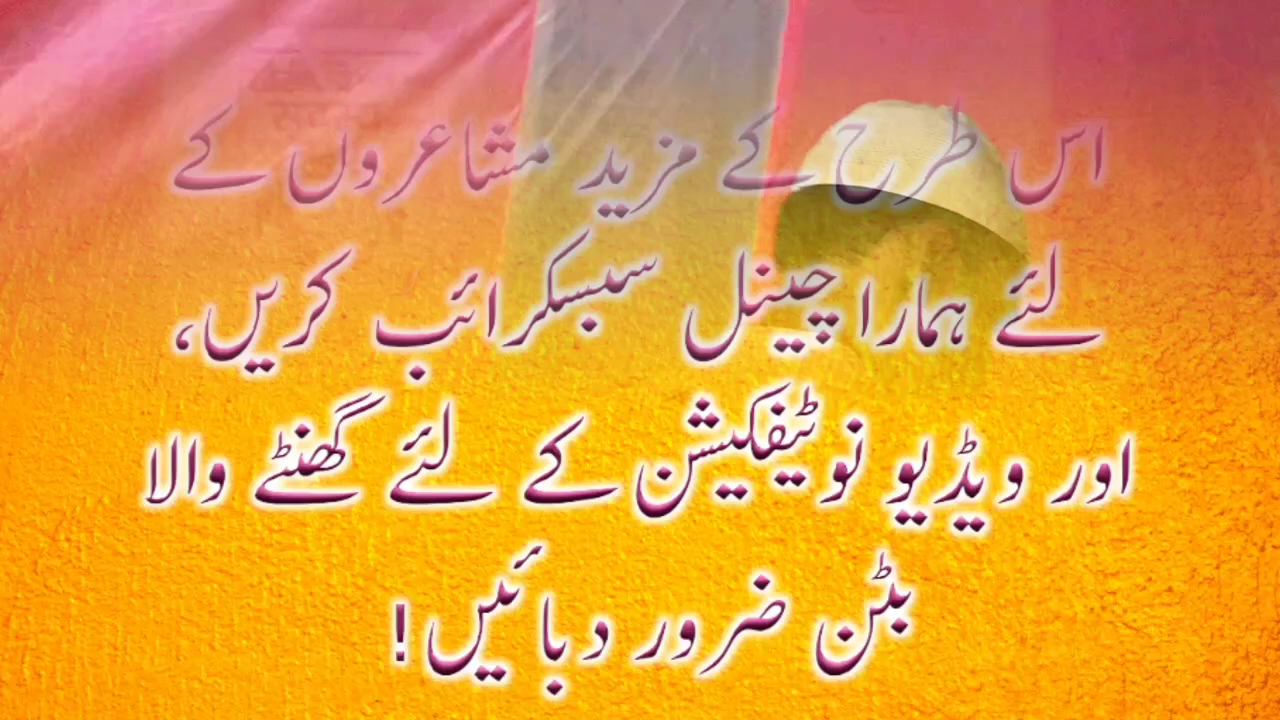 اس طرح کے مزید مشاعروں کے
لئے ہمارا چینل سبسکرائب کریں،
اور ویڈیو نوٹیفکیشن کے لئے گھنٹے والا
بٹن ضرور دبائیں!